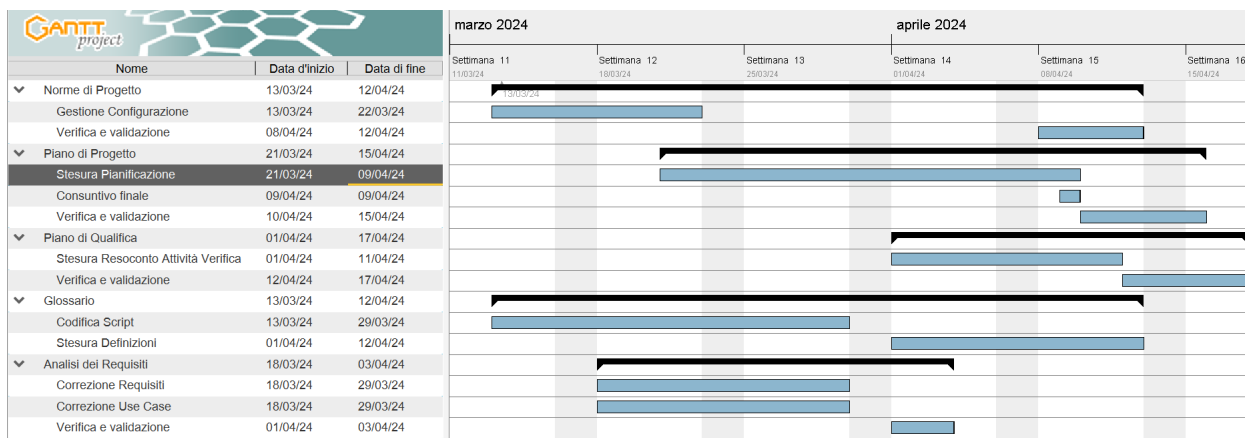 GANTT project
marzo 2024 aprile 2024
Settimana 11 Settimana 12 Settimana 13 Settimana 14 Settimana 15 Settimana 16
11/03/24 18/03/24 25/03/24 01/04/24 08/04/24 15/04/24
Nome Data d'inizio Data di fine
Norme di Progetto 13/03/24 12/04/24
13/03/24
Gestione Configurazione 13/03/24 22/03/24
Verifica e validazione 08/04/24 12/04/24
Piano di Progetto 21/03/24 15/04/24
Stesura Pianificazione 21/03/24 09/04/24
Consuntivo finale 09/04/24 09/04/24
Verifica e validazione 10/04/24 15/04/24
Piano di Qualifica 01/04/24 17/04/24
Stesura Resoconto Attività Verifica 01/04/24 11/04/24
Verifica e validazione 12/04/24 17/04/24
Glossario 13/03/24 12/04/24
Codifica Script 13/03/24 29/03/24
Stesura Definizioni 01/04/24 12/04/24
Analisi dei Requisiti 18/03/24 03/04/24
Correzione Requisiti 18/03/24 29/03/24
Correzione Use Case 18/03/24 29/03/24
Verifica e validazione 01/04/24 03/04/24